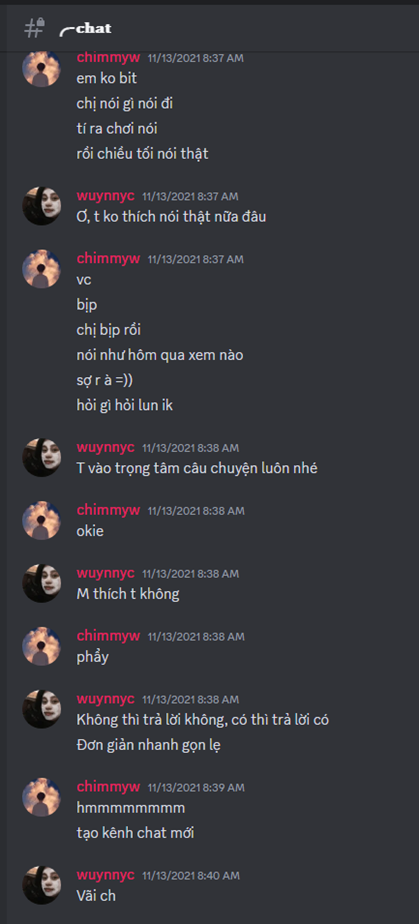 chat
chimmyw 11/13/2021 8:37 AM
em ko bit
chị nói gì nói đi
tí ra chơi nói
rồi chiều tối nói thật
wuynnyc 11/13/2021 8:37 AM
Ơ, t ko thích nói thật nữa đâu
chimmyw 11/13/2021 8:37 AM
vc
bịp
chị bịp rồi
nói như hôm qua xem nào
sợ r à =))
hỏi gì hỏi lun ik
wuynnyc 11/13/2021 8:38 AM
T vào trọng tâm câu chuyện luôn nhé
chimmyw 11/13/2021 8:38 AM
okie
wuynnyc 11/13/2021 8:38 AM
M thích t không
chimmyw 11/13/2021 8:38 AM
phẩy
wuynnyc 11/13/2021 8:38 AM
Không thì trả lời không, có thì trả lời có
Đơn giản nhanh gọn lẹ
chimmyw 11/13/2021 8:39 AM
hmmmmmmmm
tạo kênh chat mới
wuynnyc 11/13/2021 8:40 AM
Vãi ch